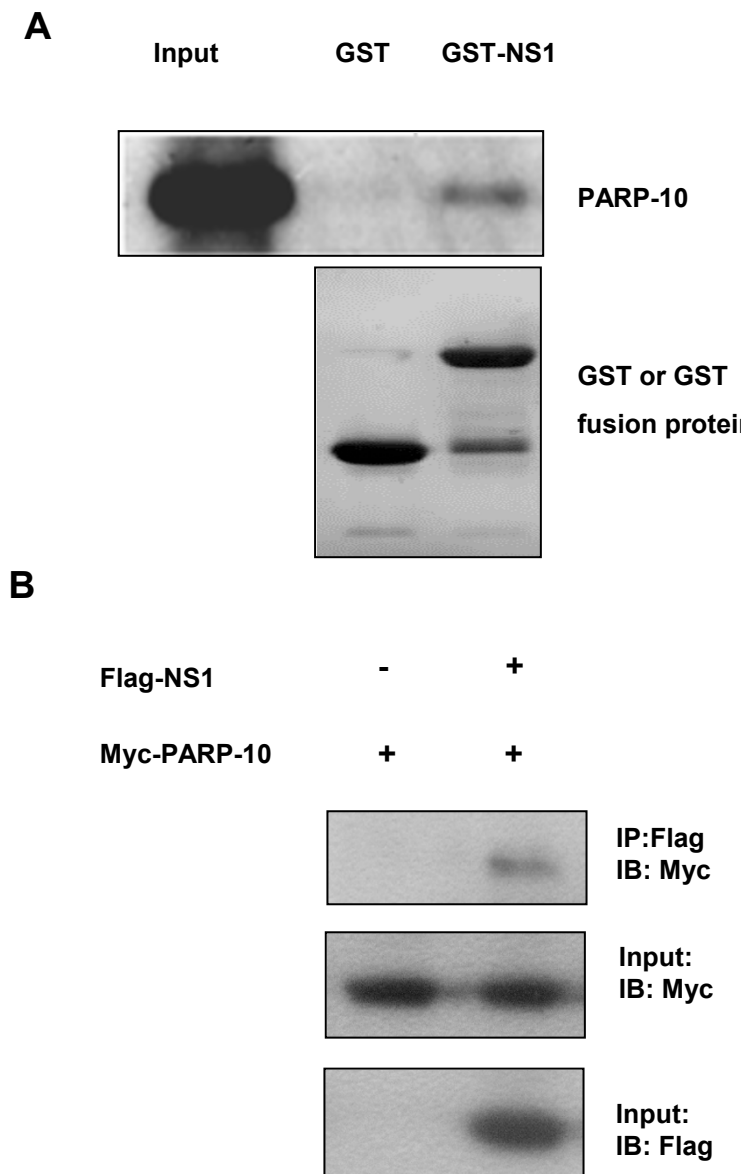 A
Input GST GST-NS1
PARP-10
GST or GST
fusion protein
B
Flag-NS1 - +
Myc-PARP-10 + +
IP:Flag
IB: Myc
Input:
IB: Myc
Input:
IB: Flag